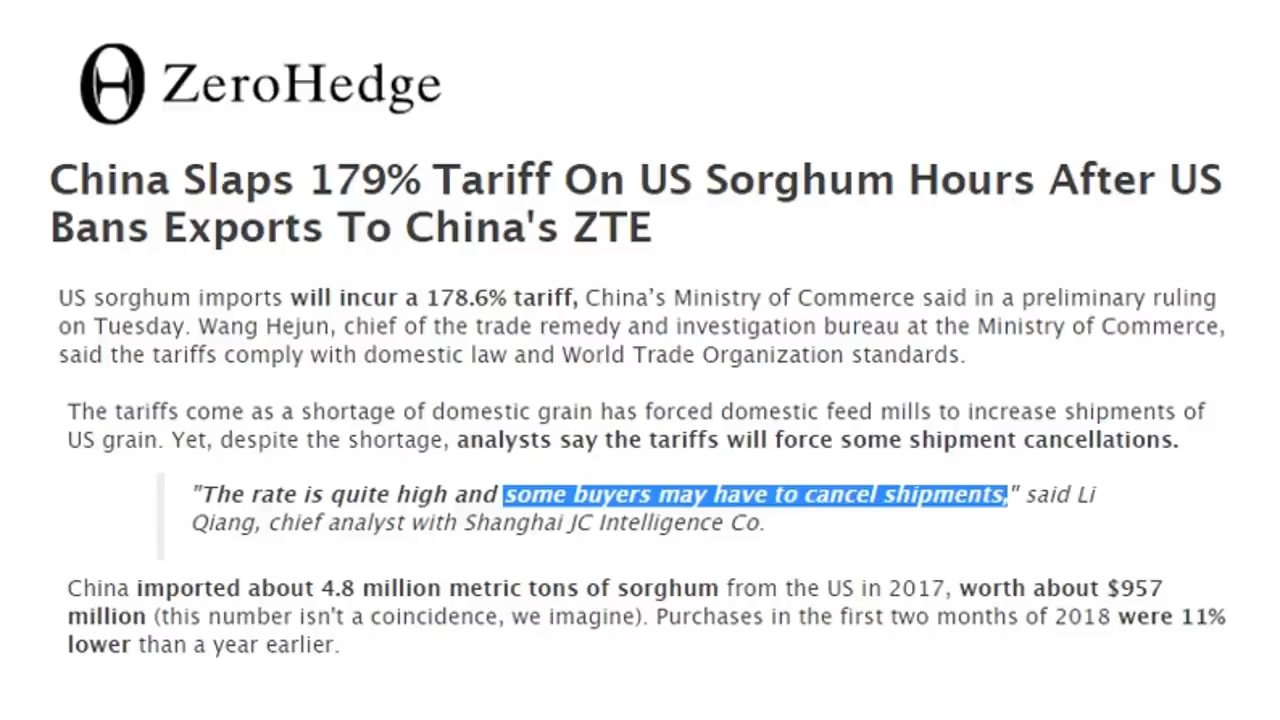 ZeroHedge
China Slaps 179% Tariff On US Sorghum Hours After US
Bans Exports To China's ZTE
US sorghum imports will incur a 178.6% tariff, China’s Ministry of Commerce said in a preliminary ruling
on Tuesday. Wang Hejun, chief of the trade remedy and investigation bureau at the Ministry of Commerce,
said the tariffs comply with domestic law and World Trade Organization standards.
The tariffs come as a shortage of domestic grain has forced domestic feed mills to increase shipments of
US grain. Yet, despite the shortage, analysts say the tariffs will force some shipment cancellations.
"The rate is quite high and some buyers may have to cancel shipments," said Li
Qiang, chief analyst with Shanghai JC Intelligence Co.
China imported about 4.8 million metric tons of sorghum from the US in 2017, worth about $957
million (this number isn't a coincidence, we imagine). Purchases in the first two months of 2018 were 11%
lower than a year earlier.